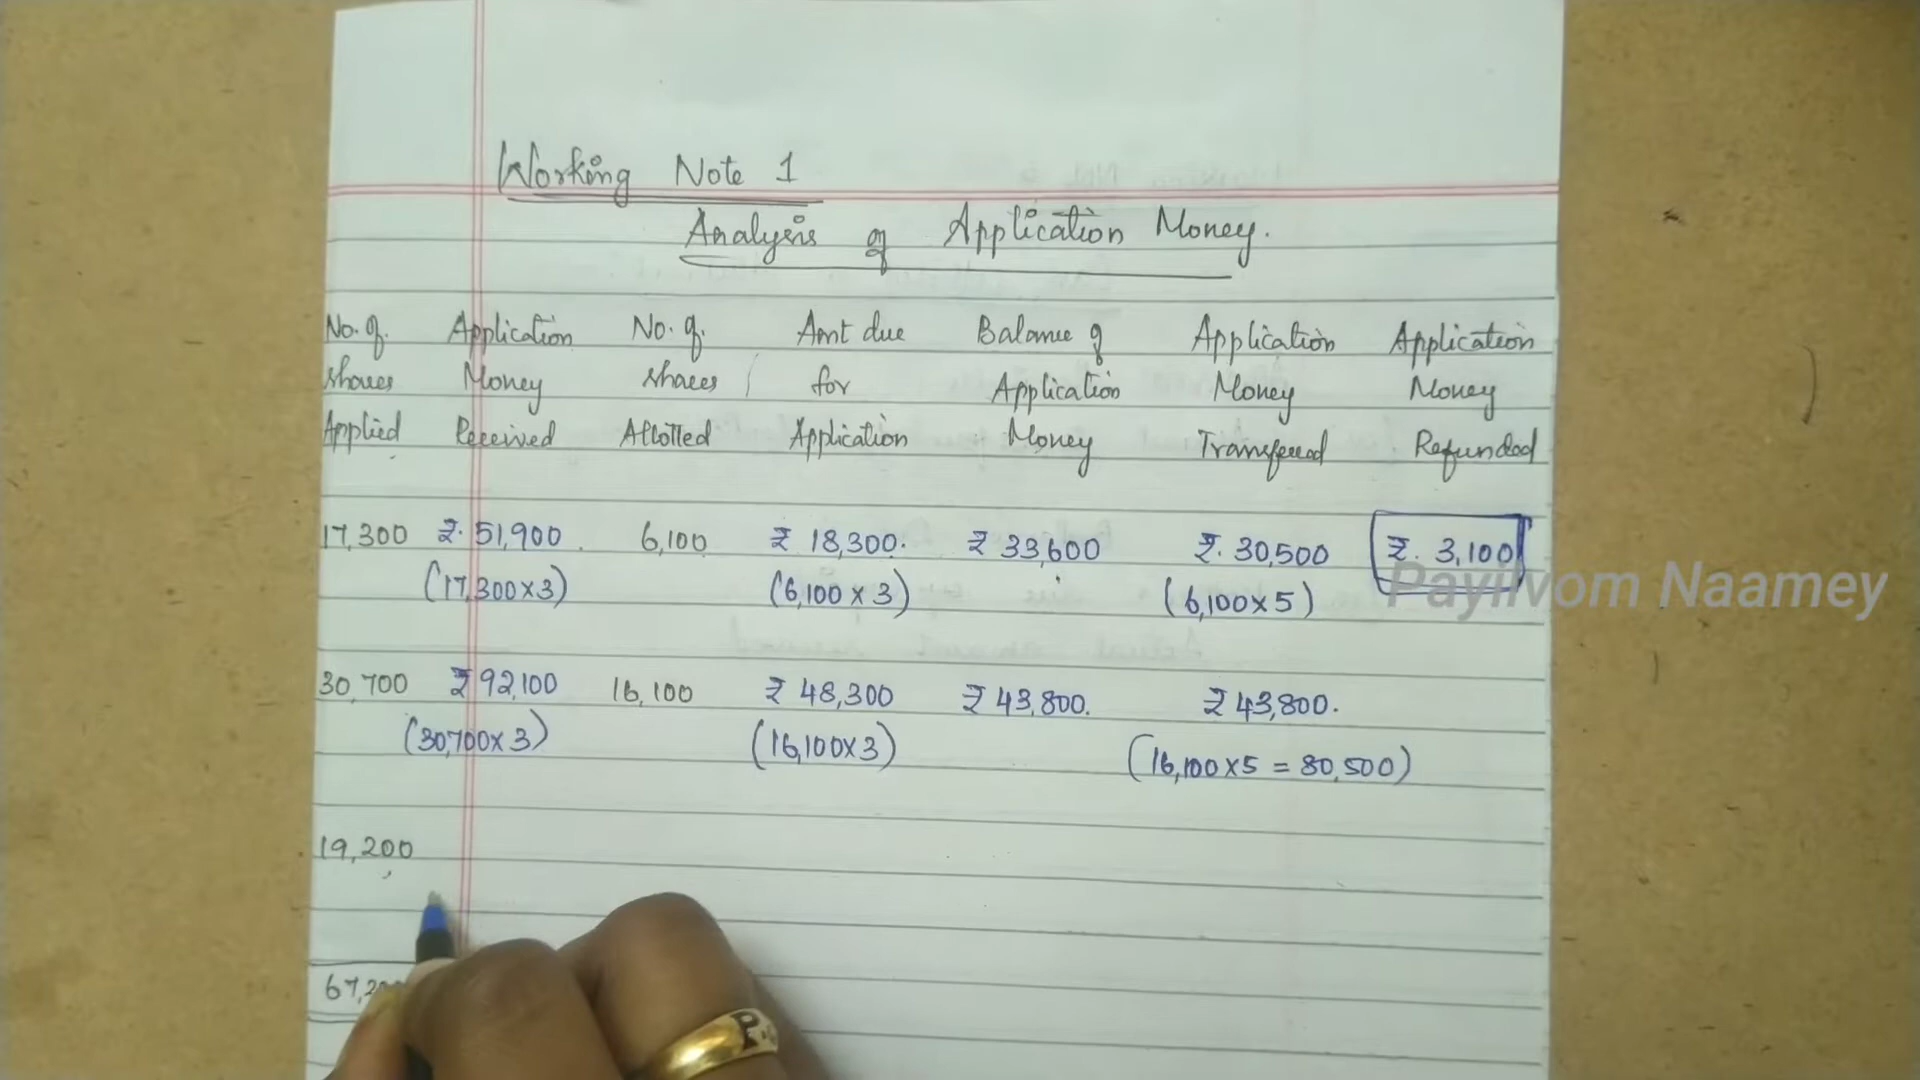 Working Note 1
Analysis of Application Money.
No. of. Application No. of. Amt due Balance of Application Application
shares Money shares for Application Money Money
Applied Received Allotted Application Money Transferred Refunded
17,300 ₹. 51,900. 6,100 ₹ 18,300. ₹ 33,600 ₹. 30,500 ₹. 3,100
(17,300x3) (6,100 x 3) (6,100x5)
Payilvom Naamey
30,700 ₹ 92,100 16,100 ₹ 48,300 ₹ 43,800. ₹ 43,800.
(30,700x3) (16,100x3) (16,100x5 = 80,500)
19,200